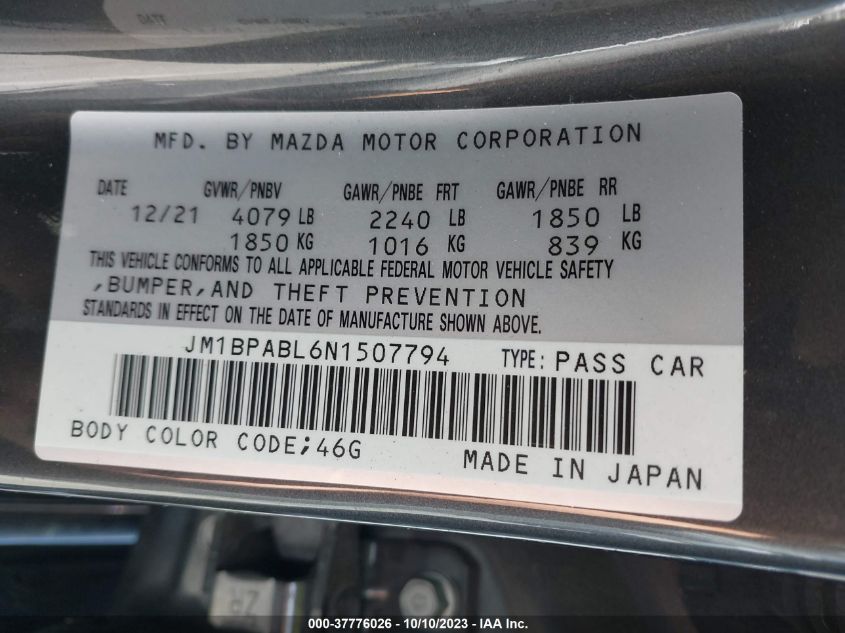 MFD. BY MAZDA MOTOR CORPORATION
DATE GVWR/PNBV GAWR/PNBE FRT GAWR/PNBE RR
12/21 4079 LB 2240 LB 1850 LB
1850 KG 1016 KG 839 KG
THIS VEHICLE CONFORMS TO ALL APPLICABLE FEDERAL MOTOR VEHICLE SAFETY
,BUMPER,AND THEFT PREVENTION
STANDARDS IN EFFECT ON THE DATE OF MANUFACTURE SHOWN ABOVE.
JM1BPABL6N1507794 TYPE: PASS CAR
BODY COLOR CODE;46G
MADE IN JAPAN
© Owner - 37776026 - 10/10/2023 - IAA Inc.